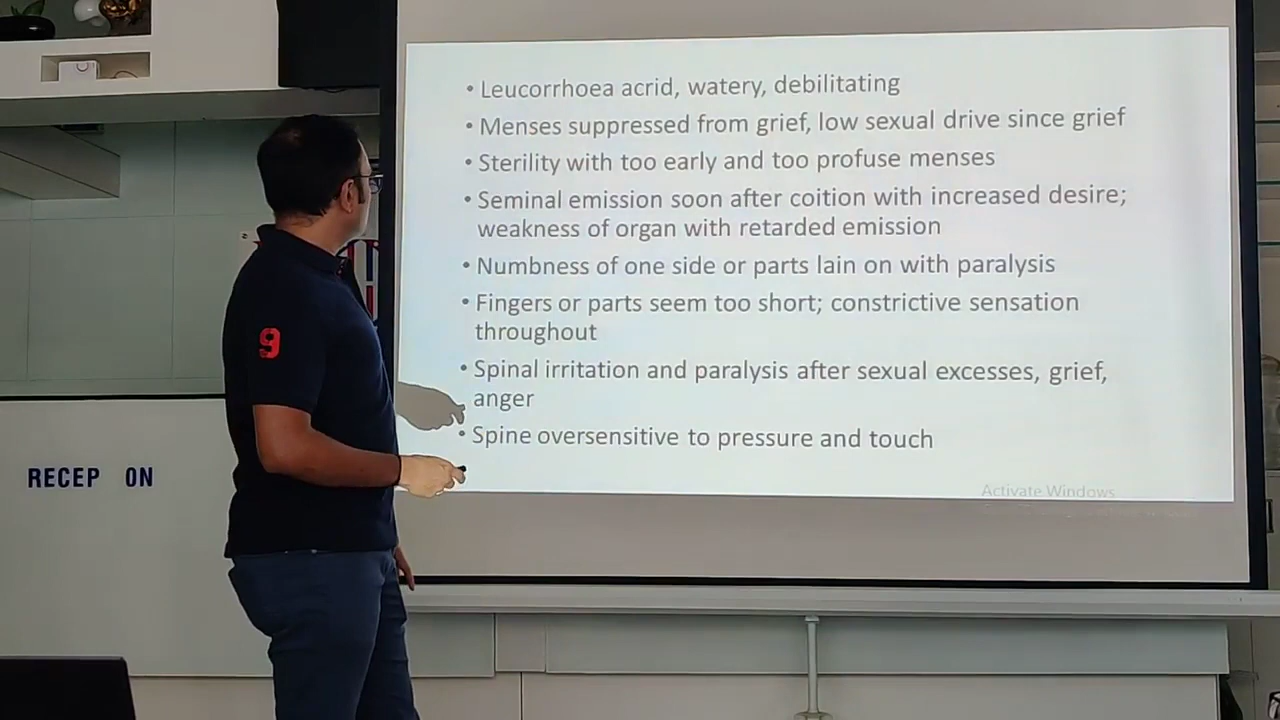 • Leucorrhoea acrid, watery, debilitating
• Menses suppressed from grief, low sexual drive since grief
• Sterility with too early and too profuse menses
• Seminal emission soon after coition with increased desire;
weakness of organ with retarded emission
• Numbness of one side or parts lain on with paralysis
• Fingers or parts seem too short; constrictive sensation
throughout
• Spinal irritation and paralysis after sexual excesses, grief,
anger
• Spine oversensitive to pressure and touch
Activate Windows
9
RECEP ON